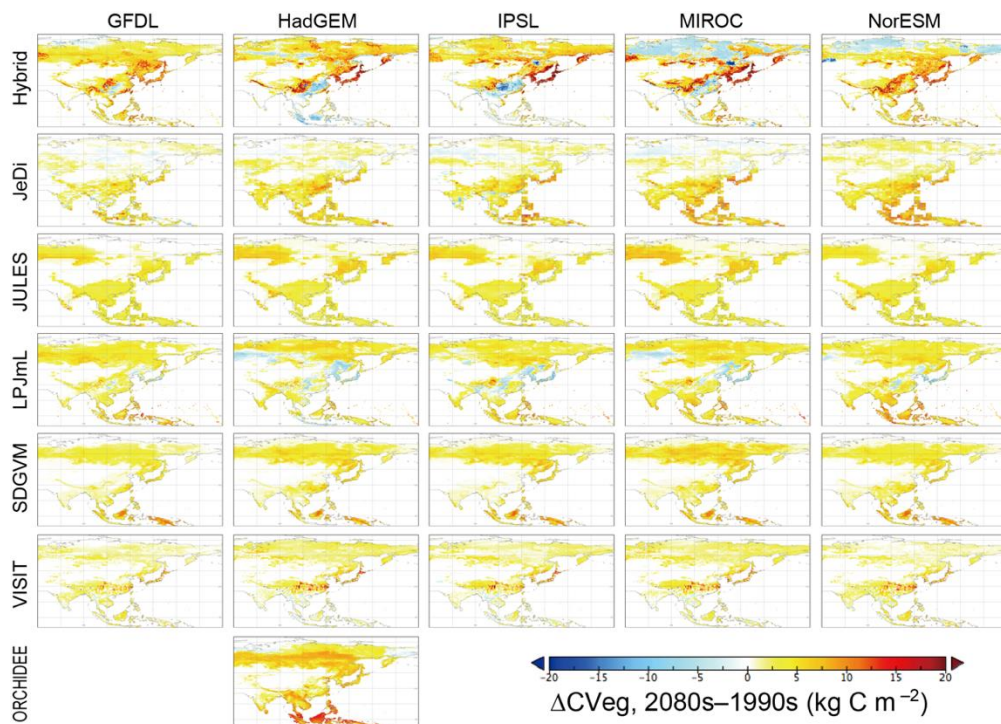 GFDL HadGEM IPSL MIROC NorESM
Hybrid
JeDi
JULES
LPJmL
SDGVM
VISIT
ORCHIDEE
−20 −15 −10 −5 0 5 10 15 20
ΔCVeg, 2080s–1990s (kg C m⁻²)